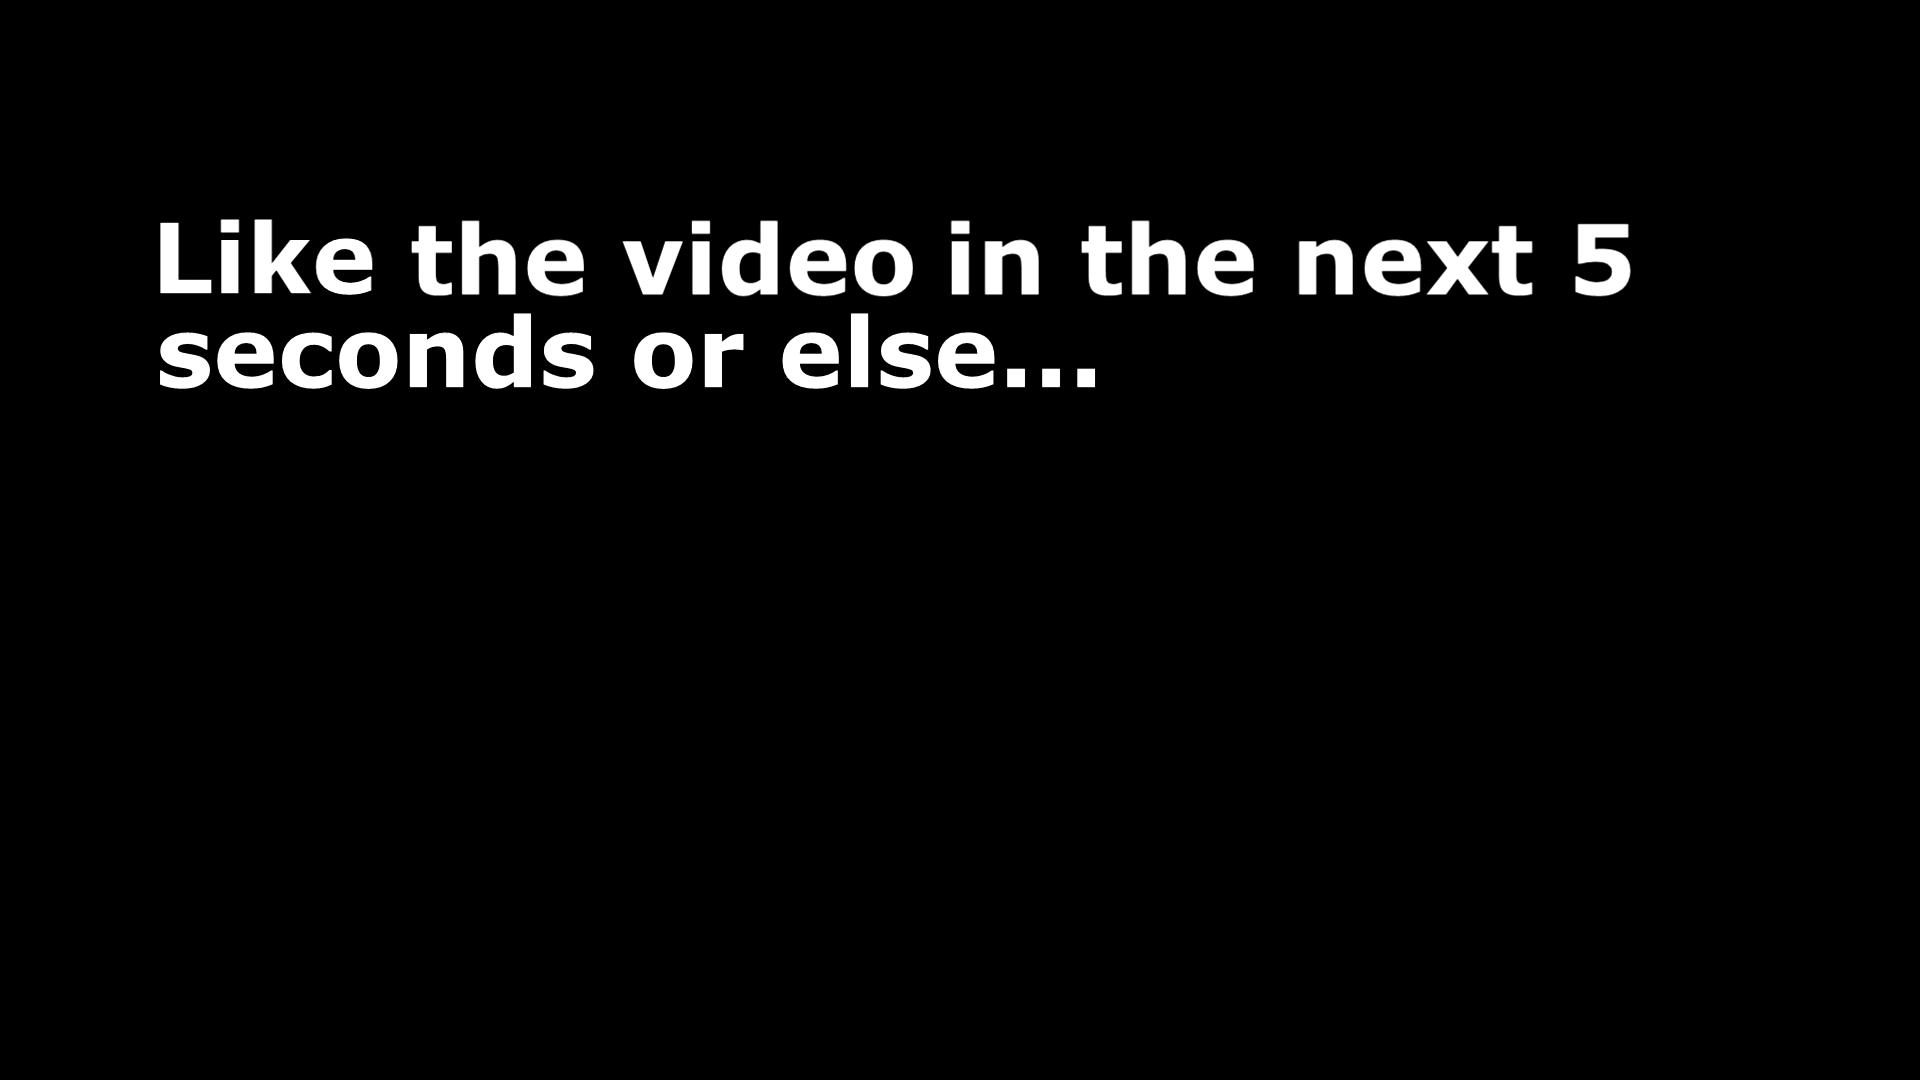 Like the video in the next 5
seconds or else...